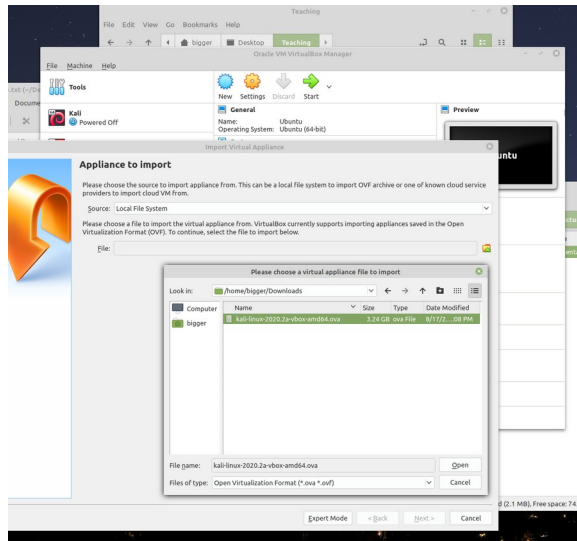 Teaching
File Edit View Go Bookmarks Help
bigger Desktop Teaching
Oracle VM VirtualBox Manager
File Machine Help
.txt (~/De
Docume
Tools
New Settings Discard Start
Kali
Powered Off
General
Name: Ubuntu
Operating System: Ubuntu (64-bit)
Preview
untu
Import Virtual Appliance
Appliance to import
Please choose the source to import appliance from. This can be a local file system to import OVF archive or one of known cloud service
providers to import cloud VM from.
Source: Local File System
Please choose a file to import the virtual appliance from. VirtualBox currently supports importing appliances saved in the Open
Virtualization Format (OVF). To continue, select the file to import below.
File:
Please choose a virtual appliance file to import
Look in: /home/bigger/Downloads
Computer
bigger
Name Size Type Date Modified
kali-linux-2020.2a-vbox-amd64.ova 3.24 GB ova File 8/17/2...:08 PM
File name: kali-linux-2020.2a-vbox-amd64.ova Open
Files of type: Open Virtualization Format (*.ova *.ovf) Cancel
d (2.1 MB), Free space: 74.
Expert Mode < Back Next > Cancel